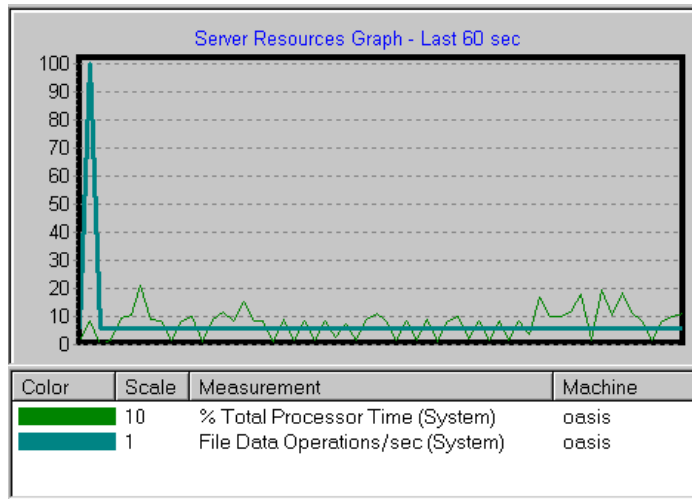 Server Resources Graph - Last 60 sec
100
90
80
70
60
50
40
30
20
10
0
Color Scale Measurement Machine
10 % Total Processor Time (System) oasis
1 File Data Operations/sec (System) oasis